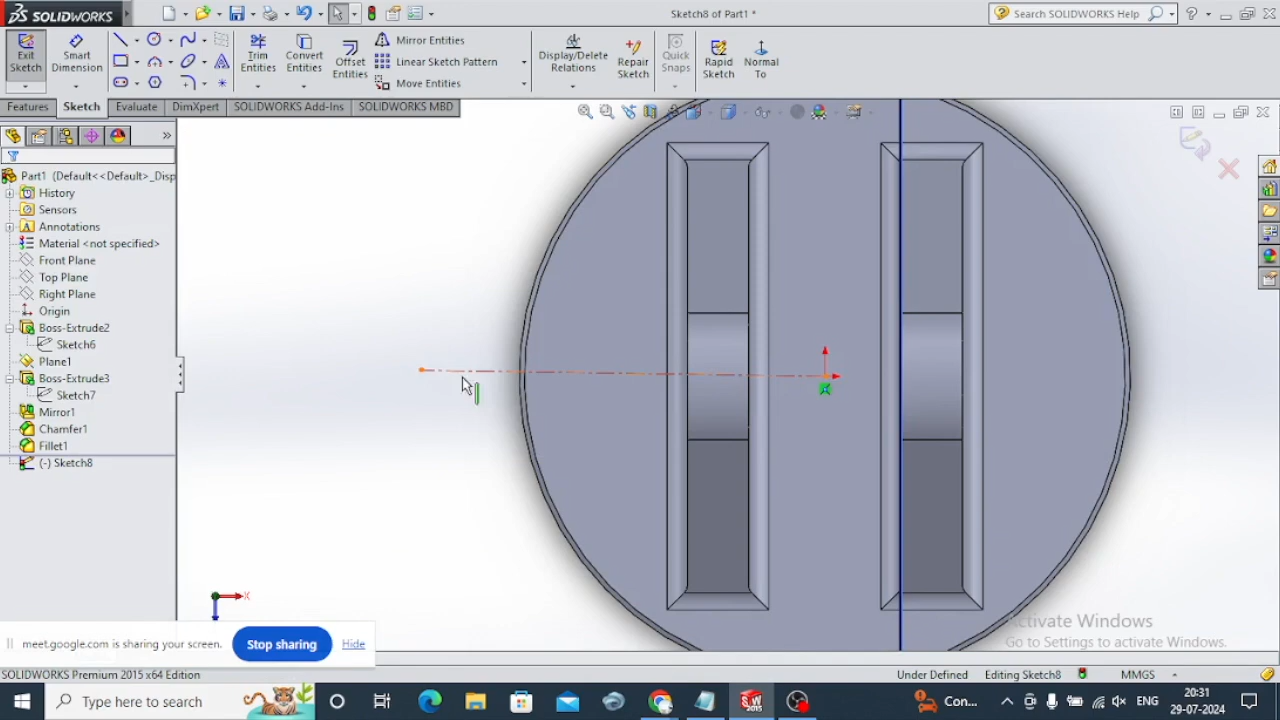 SOLIDWORKS
Sketch8 of Part1 *
Search SOLIDWORKS Help
Exit Sketch
Smart Dimension
Trim Entities
Convert Entities
Offset Entities
Mirror Entities
Linear Sketch Pattern
Move Entities
Display/Delete Relations
Repair Sketch
Quick Snaps
Rapid Sketch
Normal To
Features
Sketch
Evaluate
DimXpert
SOLIDWORKS Add-Ins
SOLIDWORKS MBD
Part1 (Default<<Default>_Disp
History
Sensors
Annotations
Material <not specified>
Front Plane
Top Plane
Right Plane
Origin
Boss-Extrude2
Sketch6
Plane1
Boss-Extrude3
Sketch7
Mirror1
Chamfer1
Fillet1
(-) Sketch8
X
meet.google.com is sharing your screen.
Stop sharing
Hide
Activate Windows
Go to Settings to activate Windows.
SOLIDWORKS Premium 2015 x64 Edition
Under Defined
Editing Sketch8
MMGS
Type here to search
Con...
ENG
20:31
29-07-2024